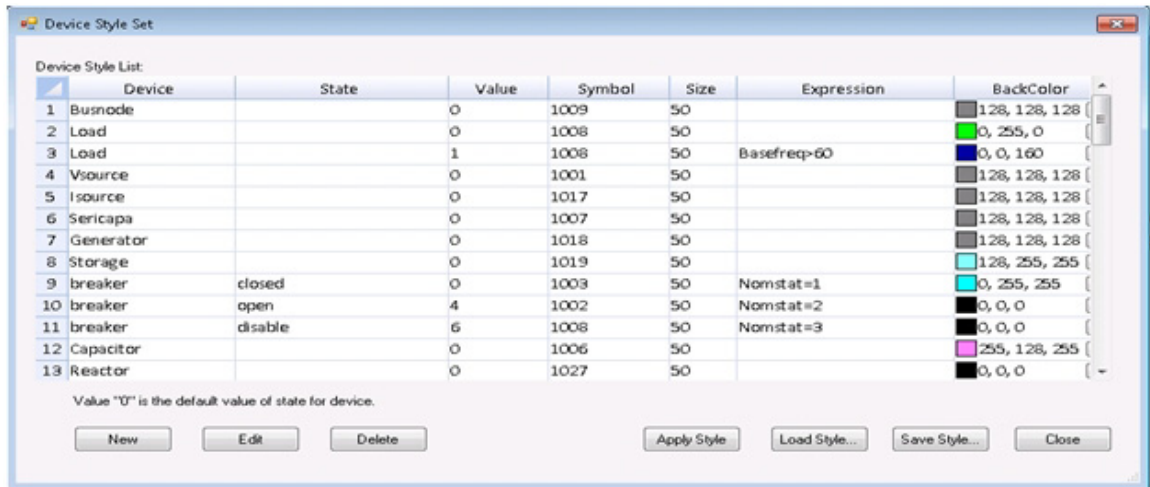 Device Style Set
Device Style List:
Device State Value Symbol Size Expression BackColor
1 Busnode 0 1009 50 128, 128, 128
2 Load 0 1008 50 0, 255, 0
3 Load 1 1008 50 Basefreq>60 0, 0, 160
4 Vsource 0 1001 50 128, 128, 128
5 Isource 0 1017 50 128, 128, 128
6 Sericapa 0 1007 50 128, 128, 128
7 Generator 0 1018 50 128, 128, 128
8 Storage 0 1019 50 128, 255, 255
9 breaker closed 0 1003 50 Nomstat=1 0, 255, 255
10 breaker open 4 1002 50 Nomstat=2 0, 0, 0
11 breaker disable 6 1008 50 Nomstat=3 0, 0, 0
12 Capacitor 0 1006 50 255, 128, 255
13 Reactor 0 1027 50 0, 0, 0
Value "0" is the default value of state for device.
New Edit Delete Apply Style Load Style... Save Style... Close